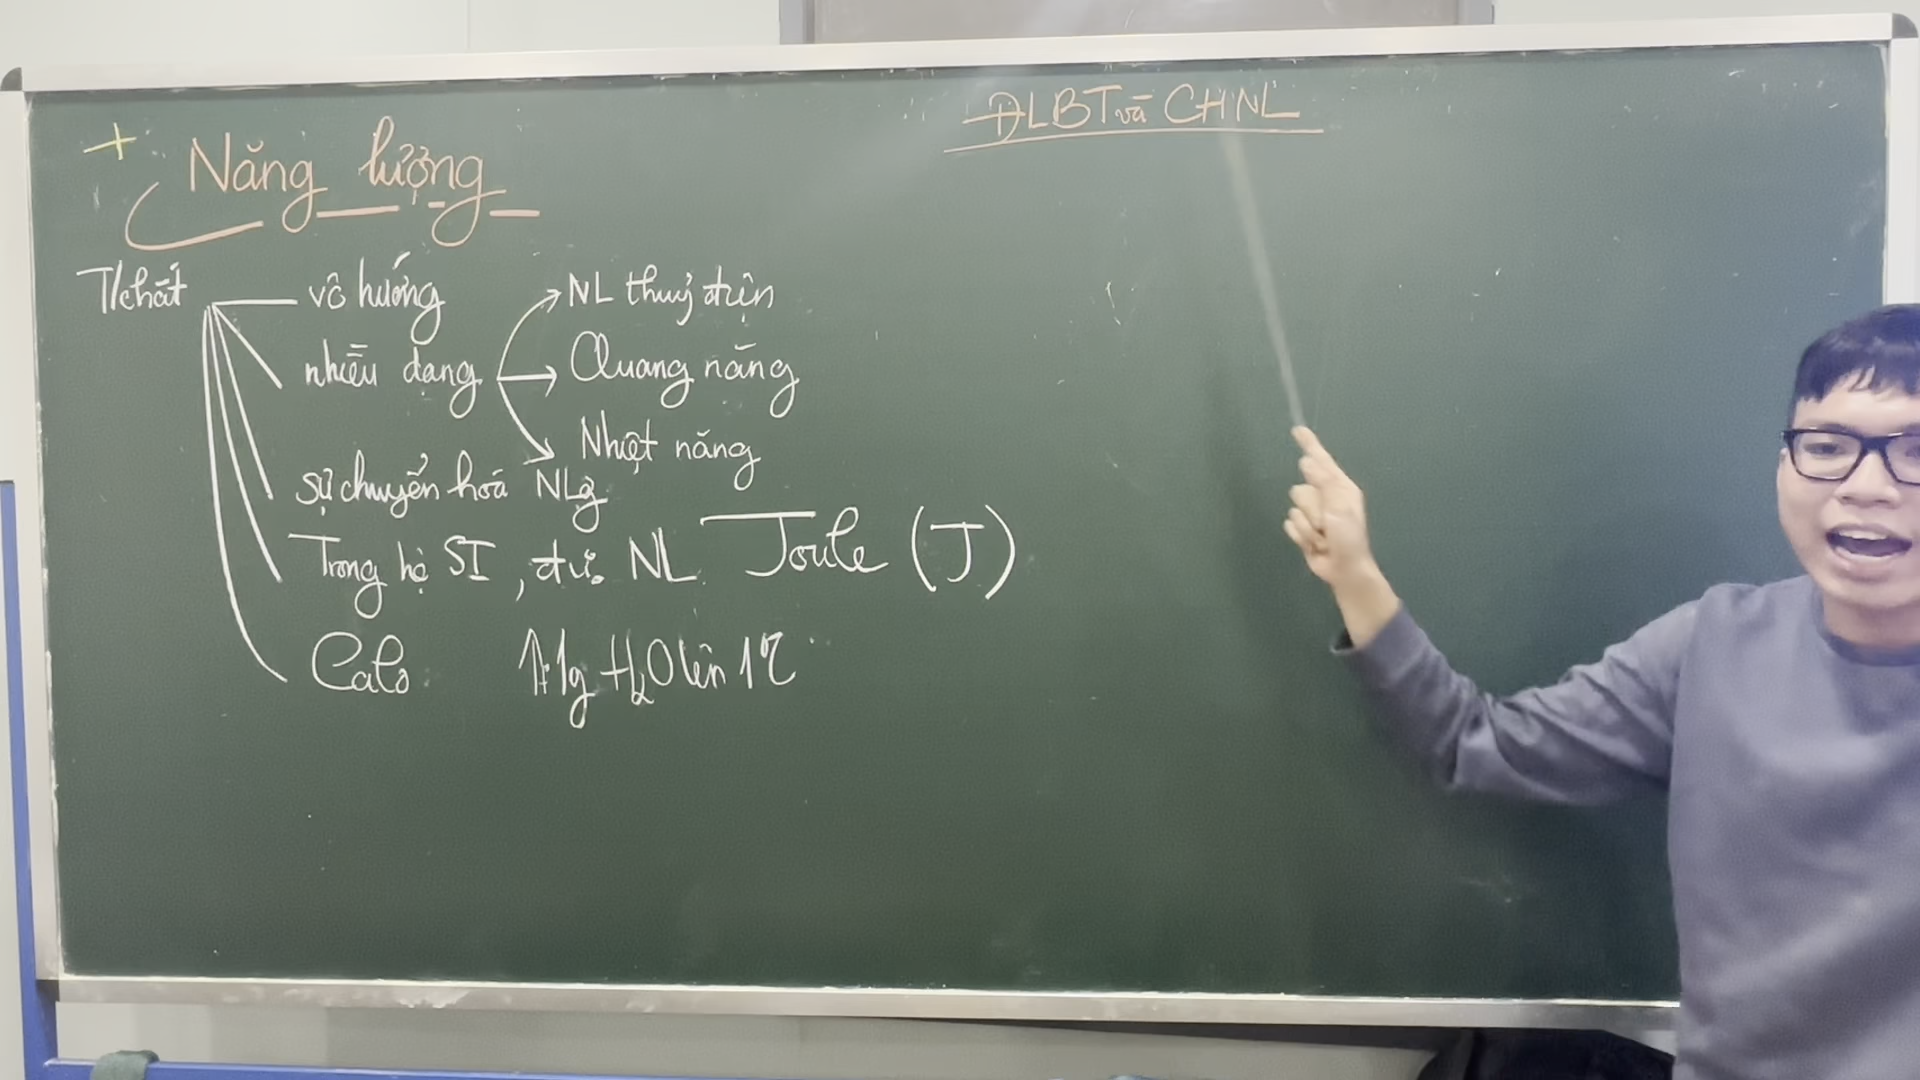 ĐLBT và CHNL
Năng lượng
T/chất
vô hướng
nhiều dạng
NL thuỷ điện
Quang năng
Nhiệt năng
sự chuyển hoá NLg
Trong hệ SI, đ.vị NL Joule (J)
Calo 1g H₂O lên 1℃